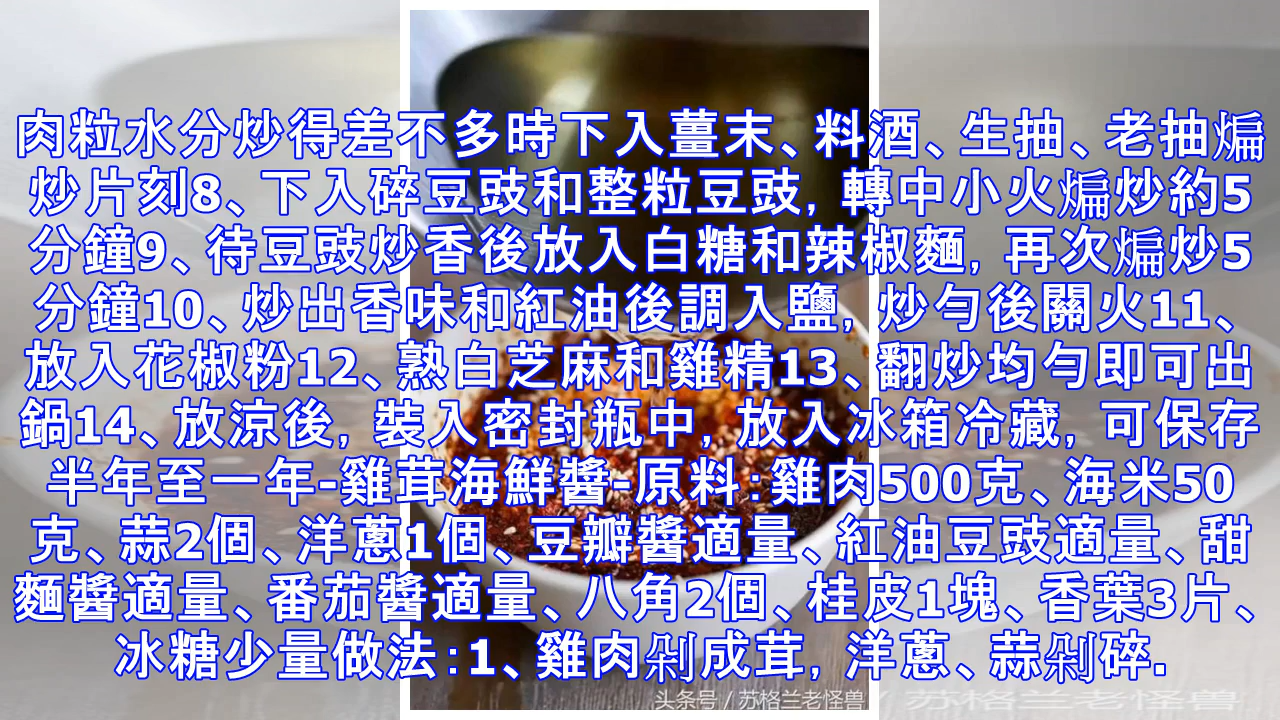 肉粒水分炒得差不多時下入薑末、料酒、生抽、老抽煸
炒片刻8、下入碎豆豉和整粒豆豉, 轉中小火煸炒約5
分鐘9、待豆豉炒香後放入白糖和辣椒麵, 再次煸炒5
分鐘10、炒出香味和紅油後調入鹽, 炒勻後關火11、
放入花椒粉12、熟白芝麻和雞精13、翻炒均勻即可出
鍋14、放涼後, 裝入密封瓶中, 放入冰箱冷藏, 可保存
半年至一年-雞茸海鮮醬-原料.雞肉500克、海米50
克、蒜2個、洋蔥1個、豆瓣醬適量、紅油豆豉適量、甜
麵醬適量、番茄醬適量、八角2個、桂皮1塊、香葉3片、
冰糖少量做法:1、雞肉剁成茸, 洋蔥、蒜剁碎.
头条号 / 苏格兰老怪兽
/ 苏格兰老怪兽